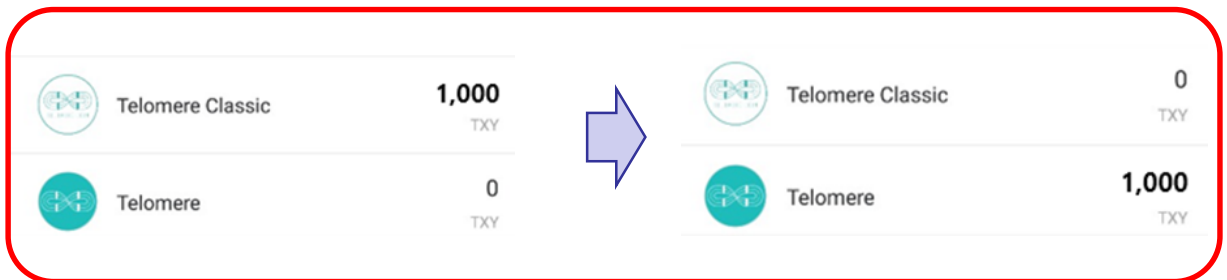 Telomere Classic 1,000
TXY
Telomere 0
TXY
Telomere Classic 0
TXY
Telomere 1,000
TXY